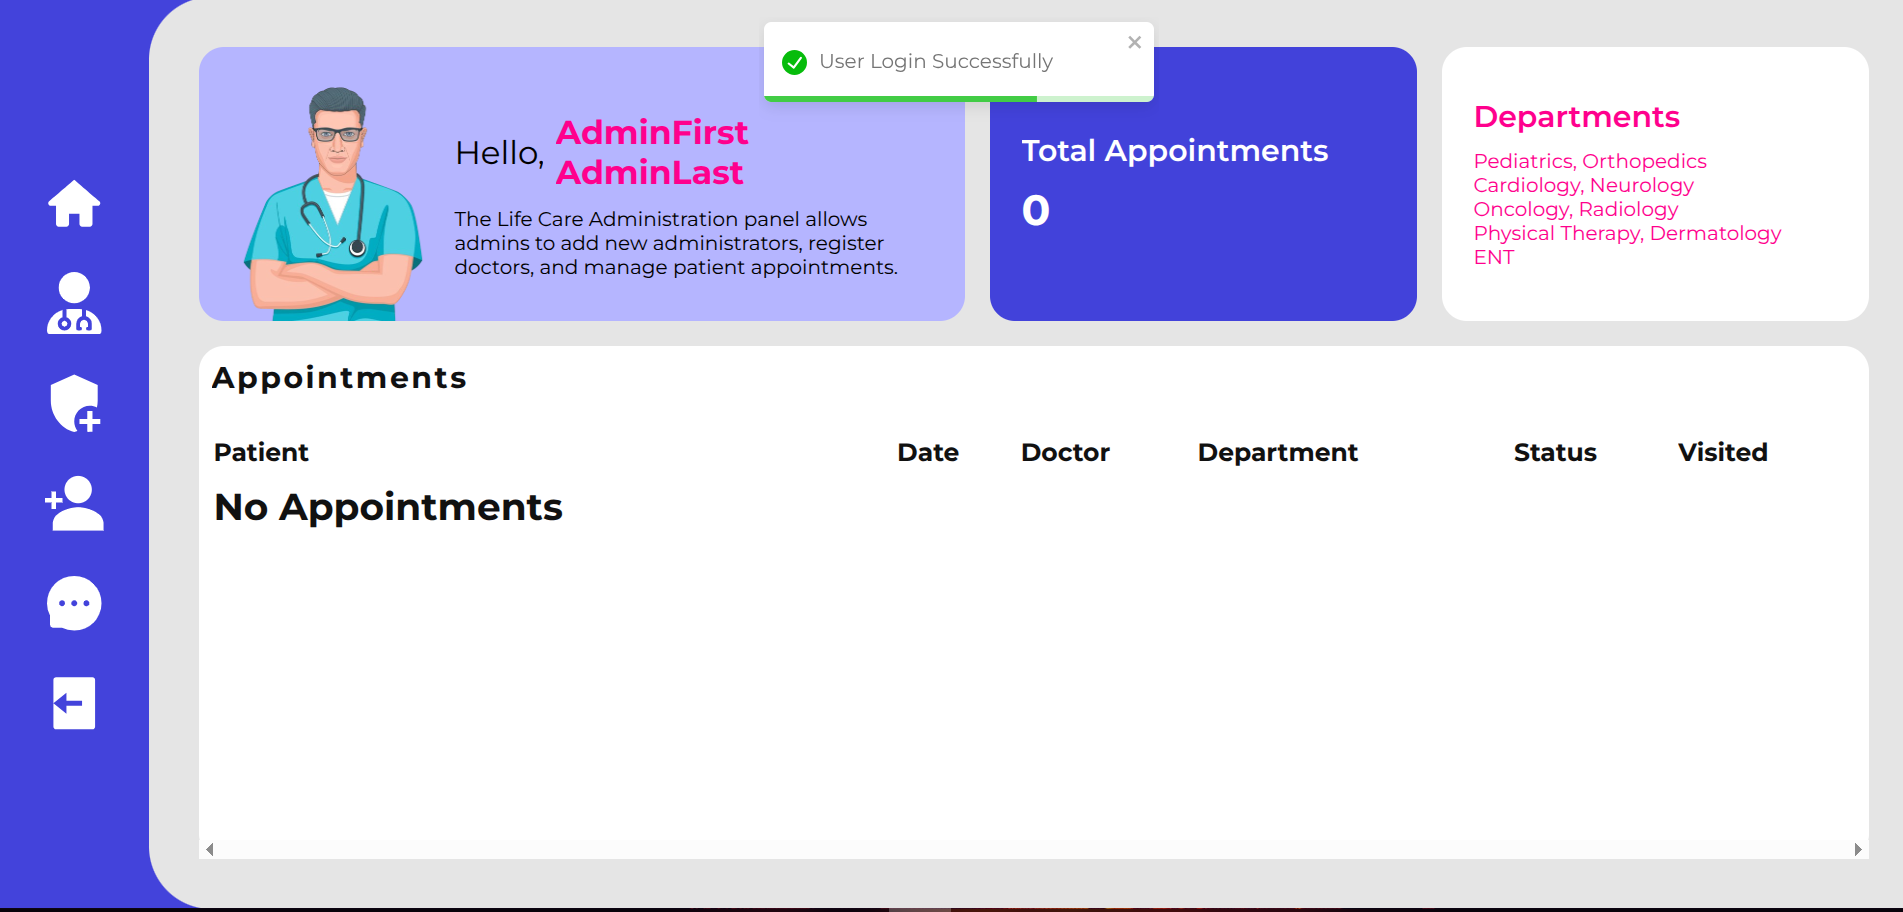 User Login Successfully
Hello, AdminFirst
AdminLast
The Life Care Administration panel allows
admins to add new administrators, register
doctors, and manage patient appointments.
Total Appointments
0
Departments
Pediatrics, Orthopedics
Cardiology, Neurology
Oncology, Radiology
Physical Therapy, Dermatology
ENT
Appointments
Patient Date Doctor Department Status Visited
No Appointments